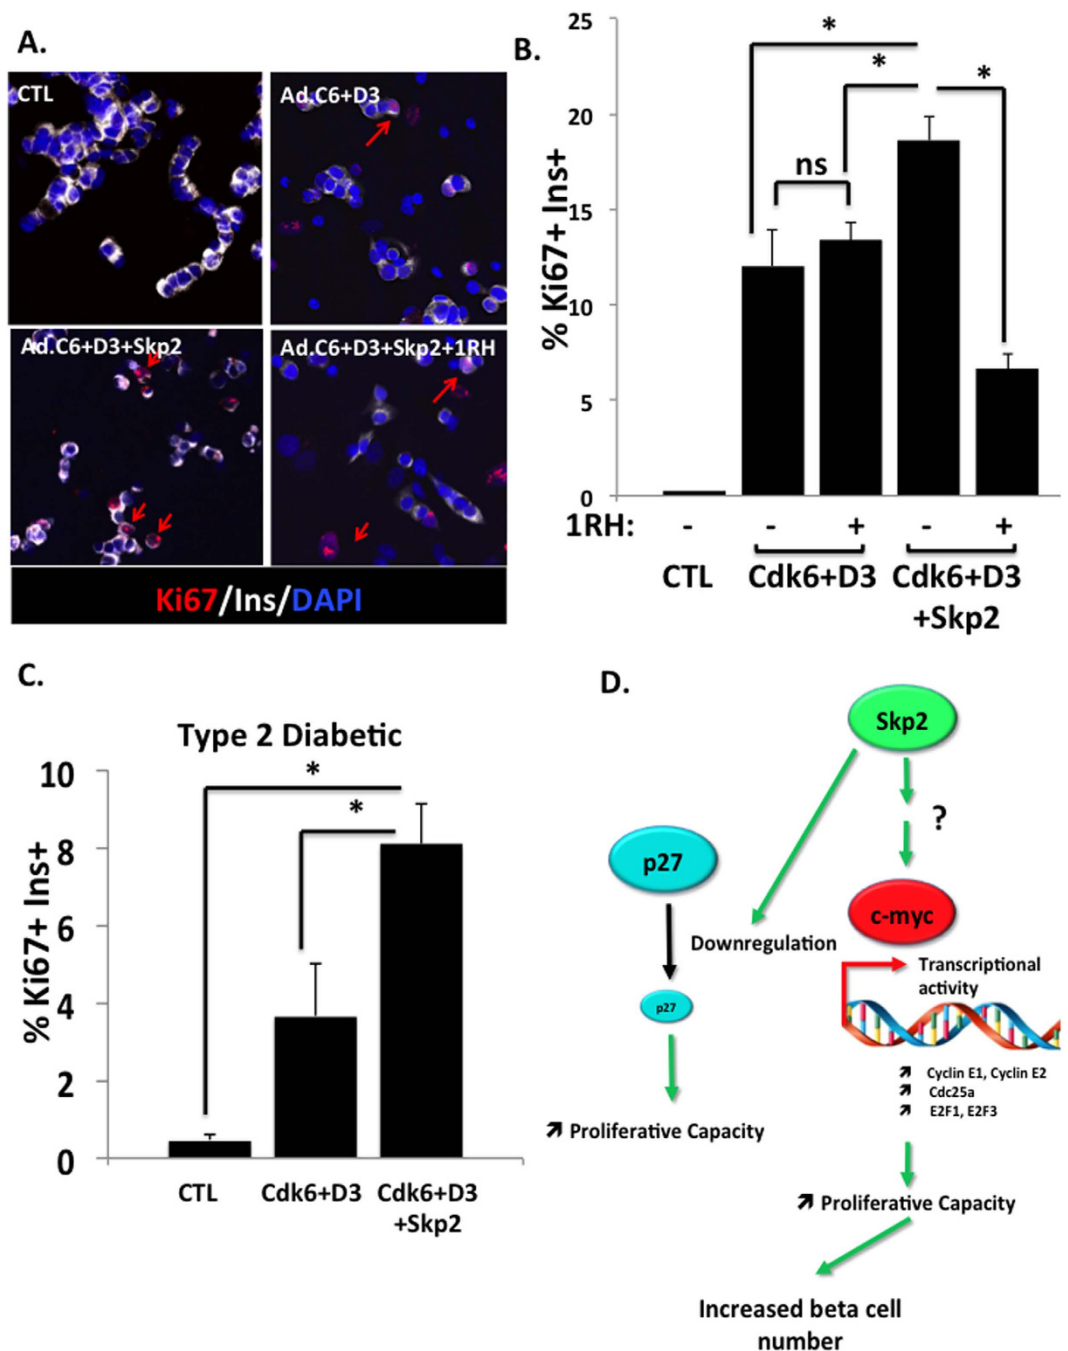 A.
CTL
Ad.C6+D3
Ad.C6+D3+Skp2
Ad.C6+D3+Skp2+1RH
Ki67/Ins/DAPI
B.
% Ki67+ Ins+
25
20
15
10
5
0
*
*
*
ns
1RH: - - + - +
CTL Cdk6+D3 Cdk6+D3
+Skp2
C.
Type 2 Diabetic
% Ki67+ Ins+
10
8
6
4
2
0
*
*
CTL Cdk6+D3 Cdk6+D3
+Skp2
D.
Skp2
?
p27
c-myc
Downregulation
Transcriptional
activity
p27
Cyclin E1, Cyclin E2
Cdc25a
E2F1, E2F3
Proliferative Capacity
Proliferative Capacity
Increased beta cell
number